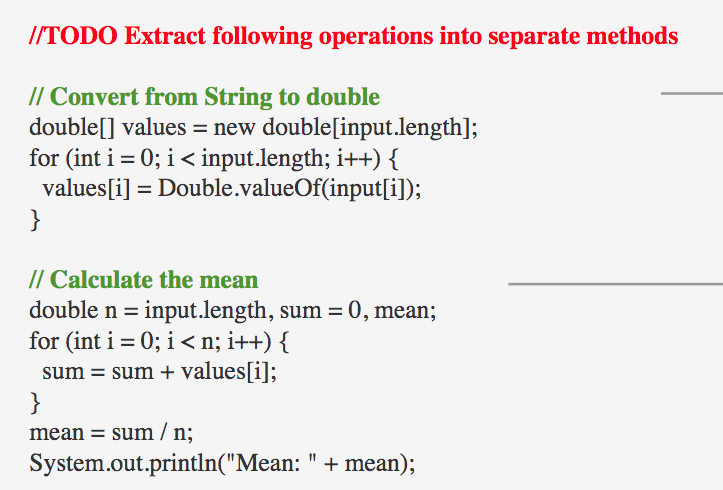 //TODO Extract following operations into separate methods
// Convert from String to double
double[] values = new double[input.length];
for (int i = 0; i < input.length; i++) {
values[i] = Double.valueOf(input[i]);
}
// Calculate the mean
double n = input.length, sum = 0, mean;
for (int i = 0; i < n; i++) {
sum = sum + values[i];
}
mean = sum / n;
System.out.println("Mean: " + mean);